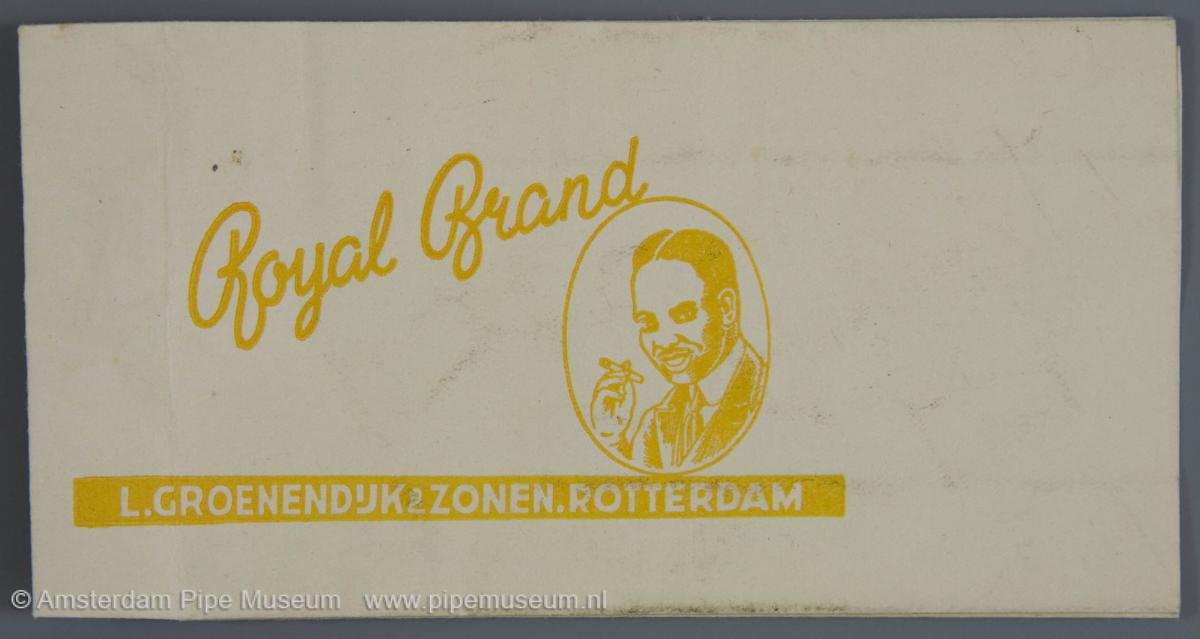 Royal Brand
L.GROENENDIJK & ZONEN.ROTTERDAM
© Amsterdam Pipe Museum www.pipemuseum.nl